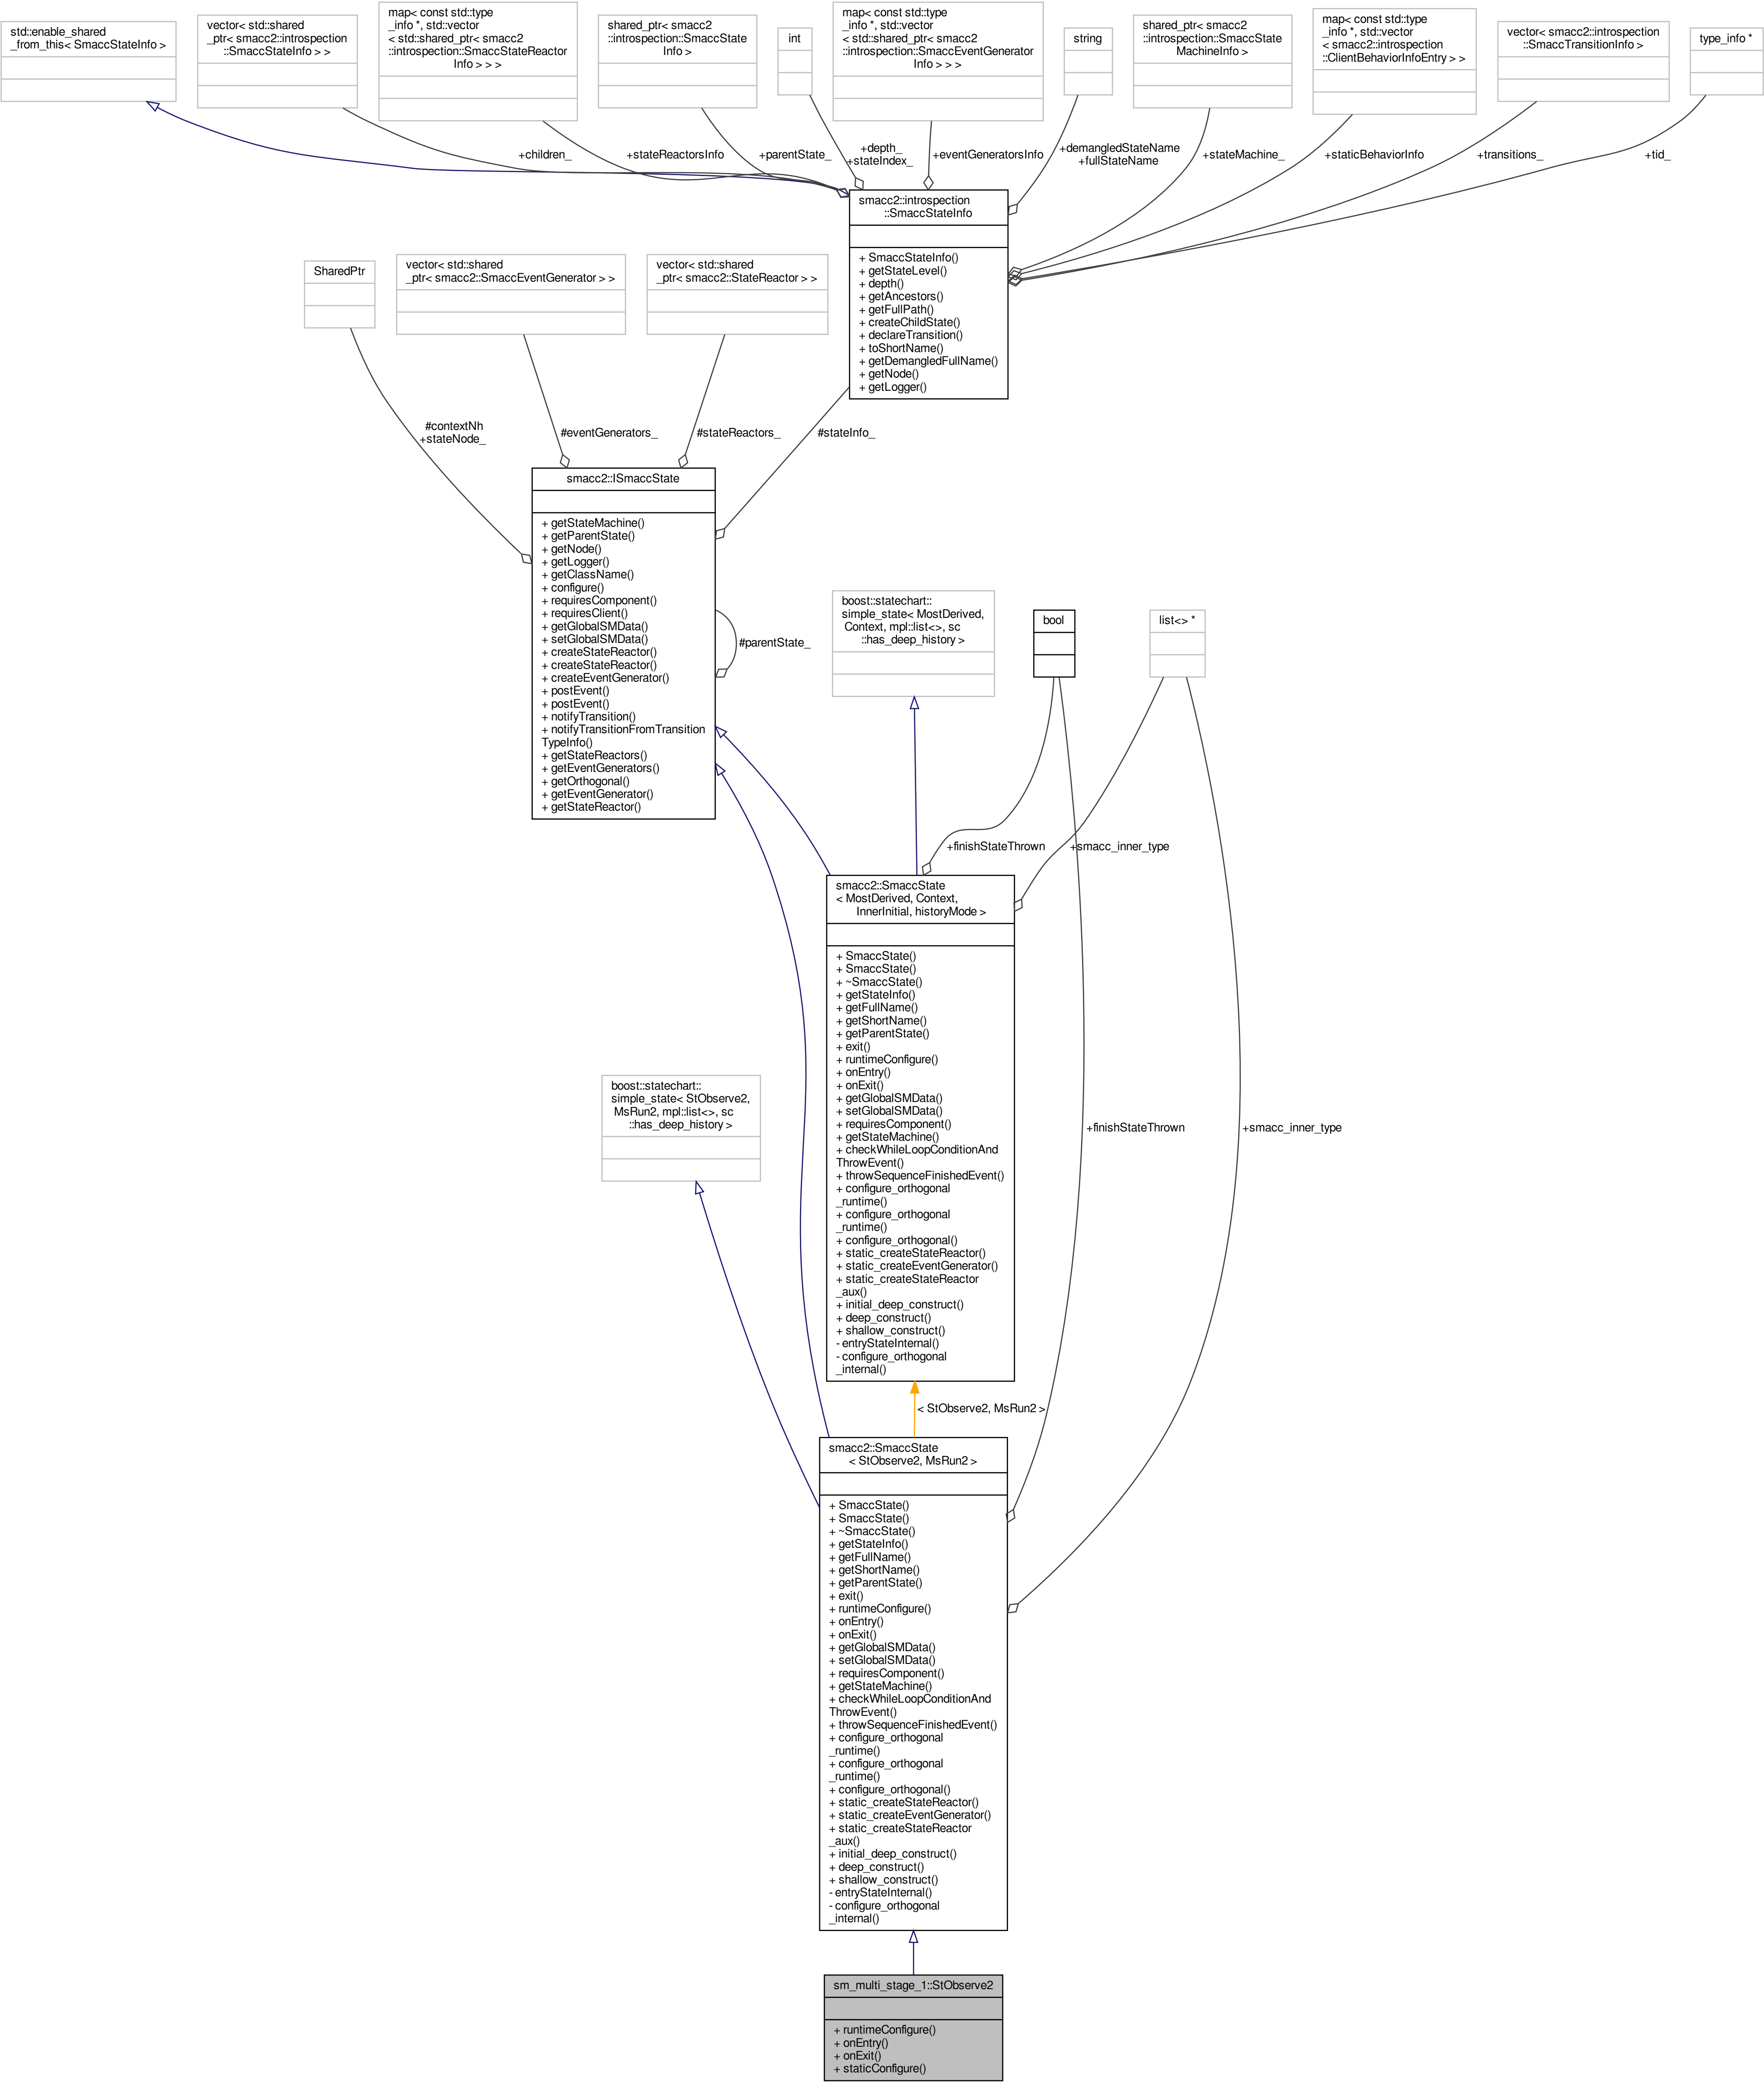 std::enable_shared
_from_this< SmaccStateInfo >
vector< std::shared
_ptr< smacc2::introspection
::SmaccStateInfo > >
map< const std::type
_info *, std::vector
< std::shared_ptr< smacc2
::introspection::SmaccStateReactor
Info > > >
shared_ptr< smacc2
::introspection::SmaccState
Info >
int
map< const std::type
_info *, std::vector
< std::shared_ptr< smacc2
::introspection::SmaccEventGenerator
Info > > >
string
shared_ptr< smacc2
::introspection::SmaccState
MachineInfo >
map< const std::type
_info *, std::vector
< smacc2::introspection
::ClientBehaviorInfoEntry > >
vector< smacc2::introspection
::SmaccTransitionInfo >
type_info *
+children_
+stateReactorsInfo
+parentState_
+depth_
+stateIndex_
+eventGeneratorsInfo
+demangledStateName
+fullStateName
+stateMachine_
+staticBehaviorInfo
+transitions_
+tid_
smacc2::introspection
::SmaccStateInfo
+ SmaccStateInfo()
+ getStateLevel()
+ depth()
+ getAncestors()
+ getFullPath()
+ createChildState()
+ declareTransition()
+ toShortName()
+ getDemangledFullName()
+ getNode()
+ getLogger()
SharedPtr
vector< std::shared
_ptr< smacc2::SmaccEventGenerator > >
vector< std::shared
_ptr< smacc2::StateReactor > >
#contextNh
+stateNode_
#eventGenerators_
#stateReactors_
#stateInfo_
smacc2::ISmaccState
+ getStateMachine()
+ getParentState()
+ getNode()
+ getLogger()
+ getClassName()
+ configure()
+ requiresComponent()
+ requiresClient()
+ getGlobalSMData()
+ setGlobalSMData()
+ createStateReactor()
+ createStateReactor()
+ createEventGenerator()
+ postEvent()
+ postEvent()
+ notifyTransition()
+ notifyTransitionFromTransition
TypeInfo()
+ getStateReactors()
+ getEventGenerators()
+ getOrthogonal()
+ getEventGenerator()
+ getStateReactor()
#parentState_
boost::statechart::
simple_state< MostDerived,
Context, mpl::list<>, sc
::has_deep_history >
bool
list<> *
+finishStateThrown
+smacc_inner_type
smacc2::SmaccState
< MostDerived, Context,
InnerInitial, historyMode >
+ SmaccState()
+ SmaccState()
+ ~SmaccState()
+ getStateInfo()
+ getFullName()
+ getShortName()
+ getParentState()
+ exit()
+ runtimeConfigure()
+ onEntry()
+ onExit()
+ getGlobalSMData()
+ setGlobalSMData()
+ requiresComponent()
+ getStateMachine()
+ checkWhileLoopConditionAnd
ThrowEvent()
+ throwSequenceFinishedEvent()
+ configure_orthogonal
_runtime()
+ configure_orthogonal
_runtime()
+ configure_orthogonal()
+ static_createStateReactor()
+ static_createEventGenerator()
+ static_createStateReactor
_aux()
+ initial_deep_construct()
+ deep_construct()
+ shallow_construct()
- entryStateInternal()
- configure_orthogonal
_internal()
boost::statechart::
simple_state< StObserve2,
MsRun2, mpl::list<>, sc
::has_deep_history >
+finishStateThrown
+smacc_inner_type
< StObserve2, MsRun2 >
smacc2::SmaccState
< StObserve2, MsRun2 >
+ SmaccState()
+ SmaccState()
+ ~SmaccState()
+ getStateInfo()
+ getFullName()
+ getShortName()
+ getParentState()
+ exit()
+ runtimeConfigure()
+ onEntry()
+ onExit()
+ getGlobalSMData()
+ setGlobalSMData()
+ requiresComponent()
+ getStateMachine()
+ checkWhileLoopConditionAnd
ThrowEvent()
+ throwSequenceFinishedEvent()
+ configure_orthogonal
_runtime()
+ configure_orthogonal
_runtime()
+ configure_orthogonal()
+ static_createStateReactor()
+ static_createEventGenerator()
+ static_createStateReactor
_aux()
+ initial_deep_construct()
+ deep_construct()
+ shallow_construct()
- entryStateInternal()
- configure_orthogonal
_internal()
sm_multi_stage_1::StObserve2
+ runtimeConfigure()
+ onEntry()
+ onExit()
+ staticConfigure()